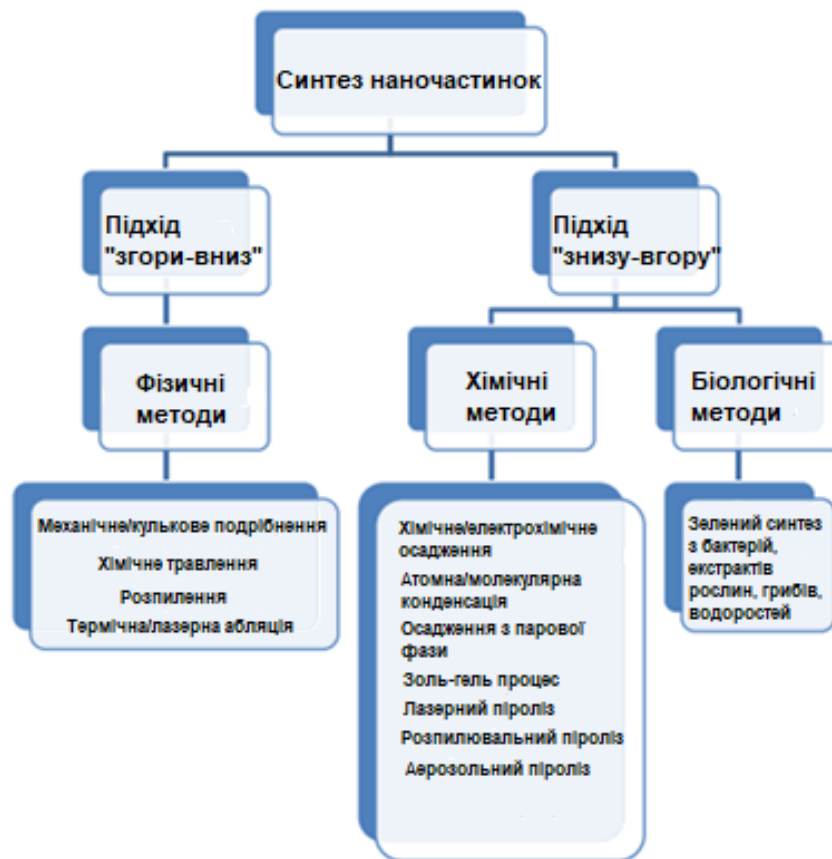 Синтез наночастинок
Підхід
"згори-вниз"
Підхід
"знизу-вгору"
Фізичні
методи
Хімічні
методи
Біологічні
методи
Механічне/кулькове подрібнення
Хімичне травлення
Розпилення
Термічна/лазерна абляція
Хімичне/електрохімічне
осадження
Атомна/молекулярна
конденсація
Осадження з парової
фази
Золь-гель процес
Лазерний піроліз
Розпилювальний піроліз
Аерозольний піроліз
Зелений синтез
з бактерій,
екстрактів
рослин, грибів,
водоростей